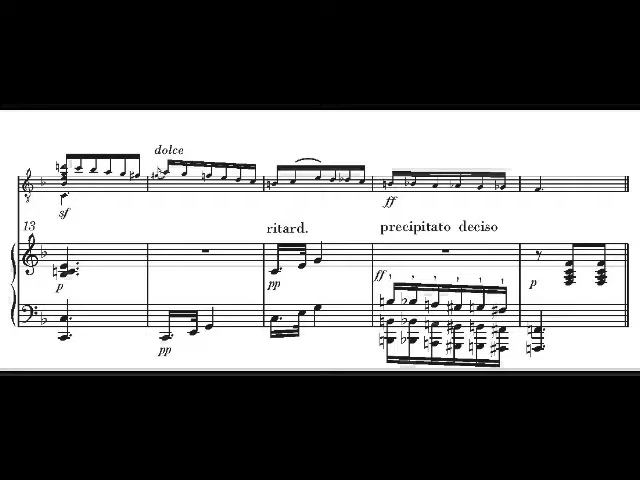 dolce
sf
13
ritard.
ff
precipitato deciso
p
pp
ff
p
pp